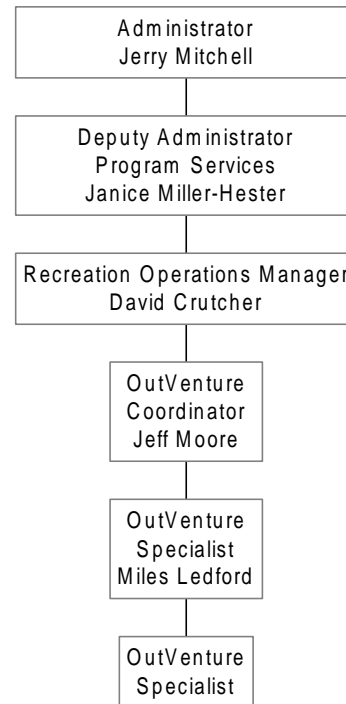 Administrator
Jerry Mitchell
Deputy Administrator
Program Services
Janice Miller-Hester
Recreation Operations Manager
David Crutcher
OutVenture
Coordinator
Jeff Moore
OutVenture
Specialist
Miles Ledford
OutVenture
Specialist